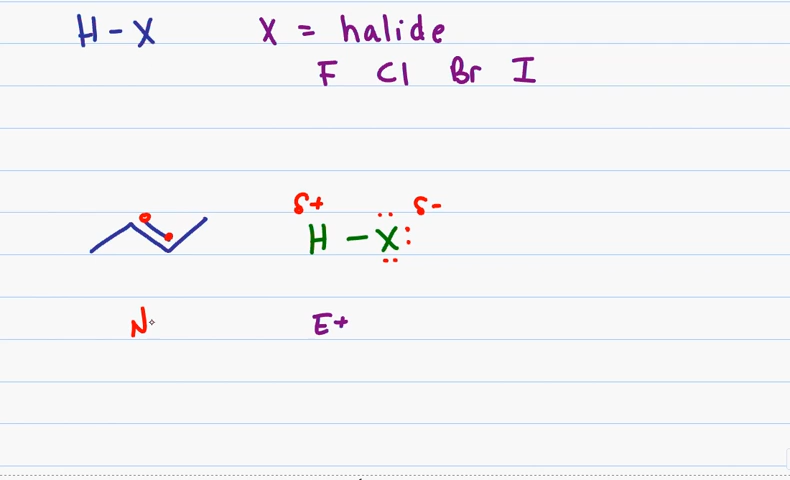 H - X X = halide
F Cl Br I
δ+ δ-
H - X
N E+